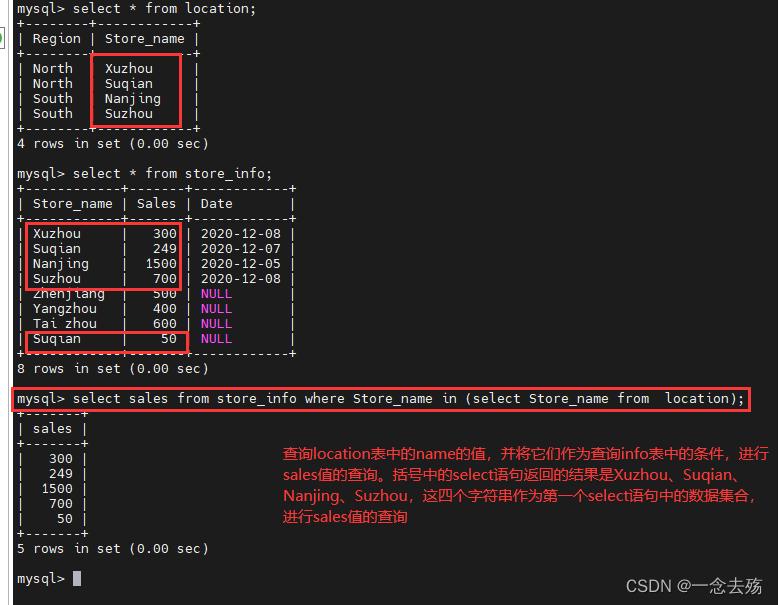 mysql> select * from location;
+--------+------------+
| Region | Store_name |
+--------+------------+
| North  | Xuzhou     |
| North  | Suqian     |
| South  | Nanjing    |
| South  | Suzhou     |
+--------+------------+
4 rows in set (0.00 sec)
mysql> select * from store_info;
+------------+-------+------------+
| Store_name | Sales | Date       |
+------------+-------+------------+
| Xuzhou     |   300 | 2020-12-08 |
| Suqian     |   249 | 2020-12-07 |
| Nanjing    |  1500 | 2020-12-05 |
| Suzhou     |   700 | 2020-12-08 |
| Zhenjiang  |   500 | NULL       |
| Yangzhou   |   400 | NULL       |
| Tai zhou   |   600 | NULL       |
| Suqian     |    50 | NULL       |
+------------+-------+------------+
8 rows in set (0.00 sec)
mysql> select sales from store_info where Store_name in (select Store_name from  location);
+-------+
| sales |
+-------+
|   300 |
|   249 |
|  1500 |
|   700 |
|    50 |
+-------+
5 rows in set (0.00 sec)
查询location表中的name的值，并将它们作为查询info表中的条件，进行
sales值的查询。括号中的select语句返回的结果是Xuzhou、Suqian、
Nanjing、Suzhou，这四个字符串作为第一个select语句中的数据集合，
进行sales值的查询
mysql>
CSDN @一念去殇